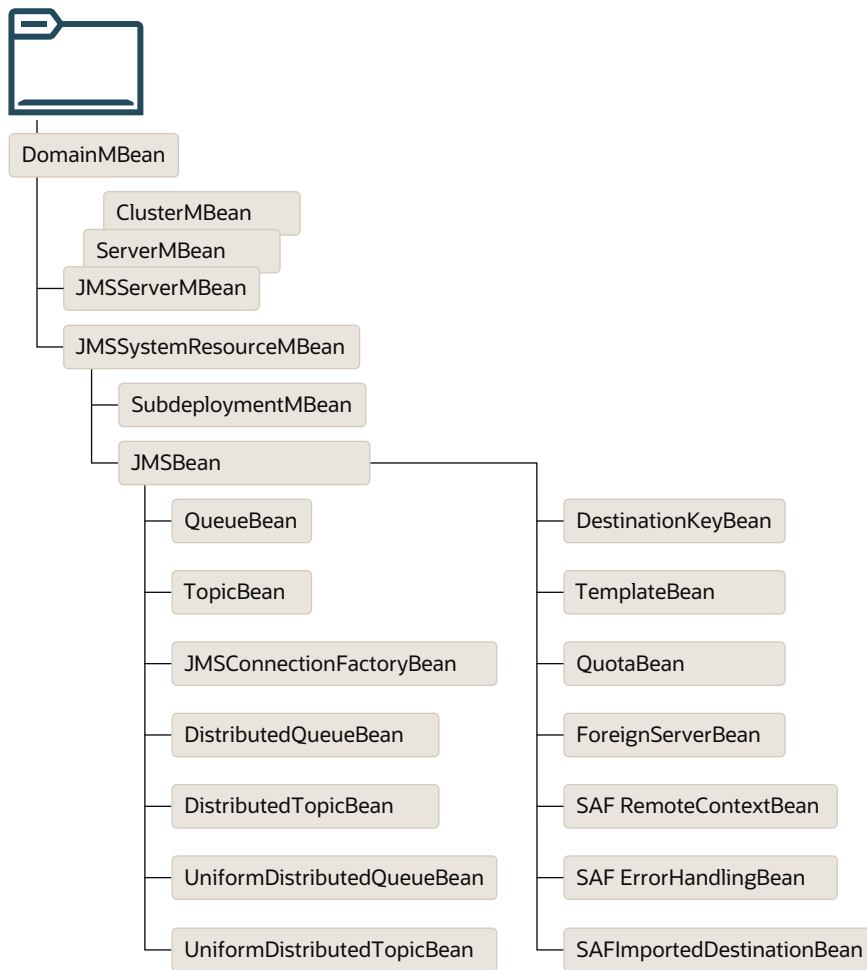 DomainMBean
ClusterMBean
ServerMBean
JMSServerMBean
JMSSystemResourceMBean
SubdeploymentMBean
JMSBean
QueueBean
TopicBean
JMSConnectionFactoryBean
DistributedQueueBean
DistributedTopicBean
UniformDistributedQueueBean
UniformDistributedTopicBean
DestinationKeyBean
TemplateBean
QuotaBean
ForeignServerBean
SAF RemoteContextBean
SAF ErrorHandlingBean
SAFImportedDestinationBean